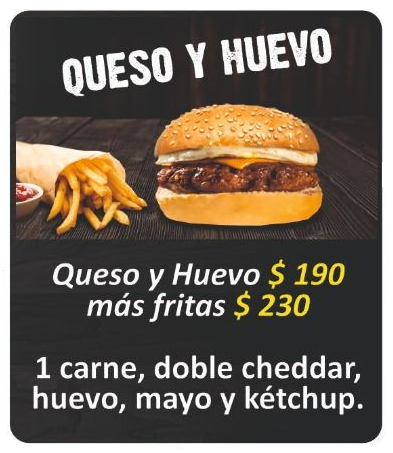 QUESO Y HUEVO
Queso y Huevo $ 190
más fritas $ 230
1 carne, doble cheddar,
huevo, mayo y kétchup.